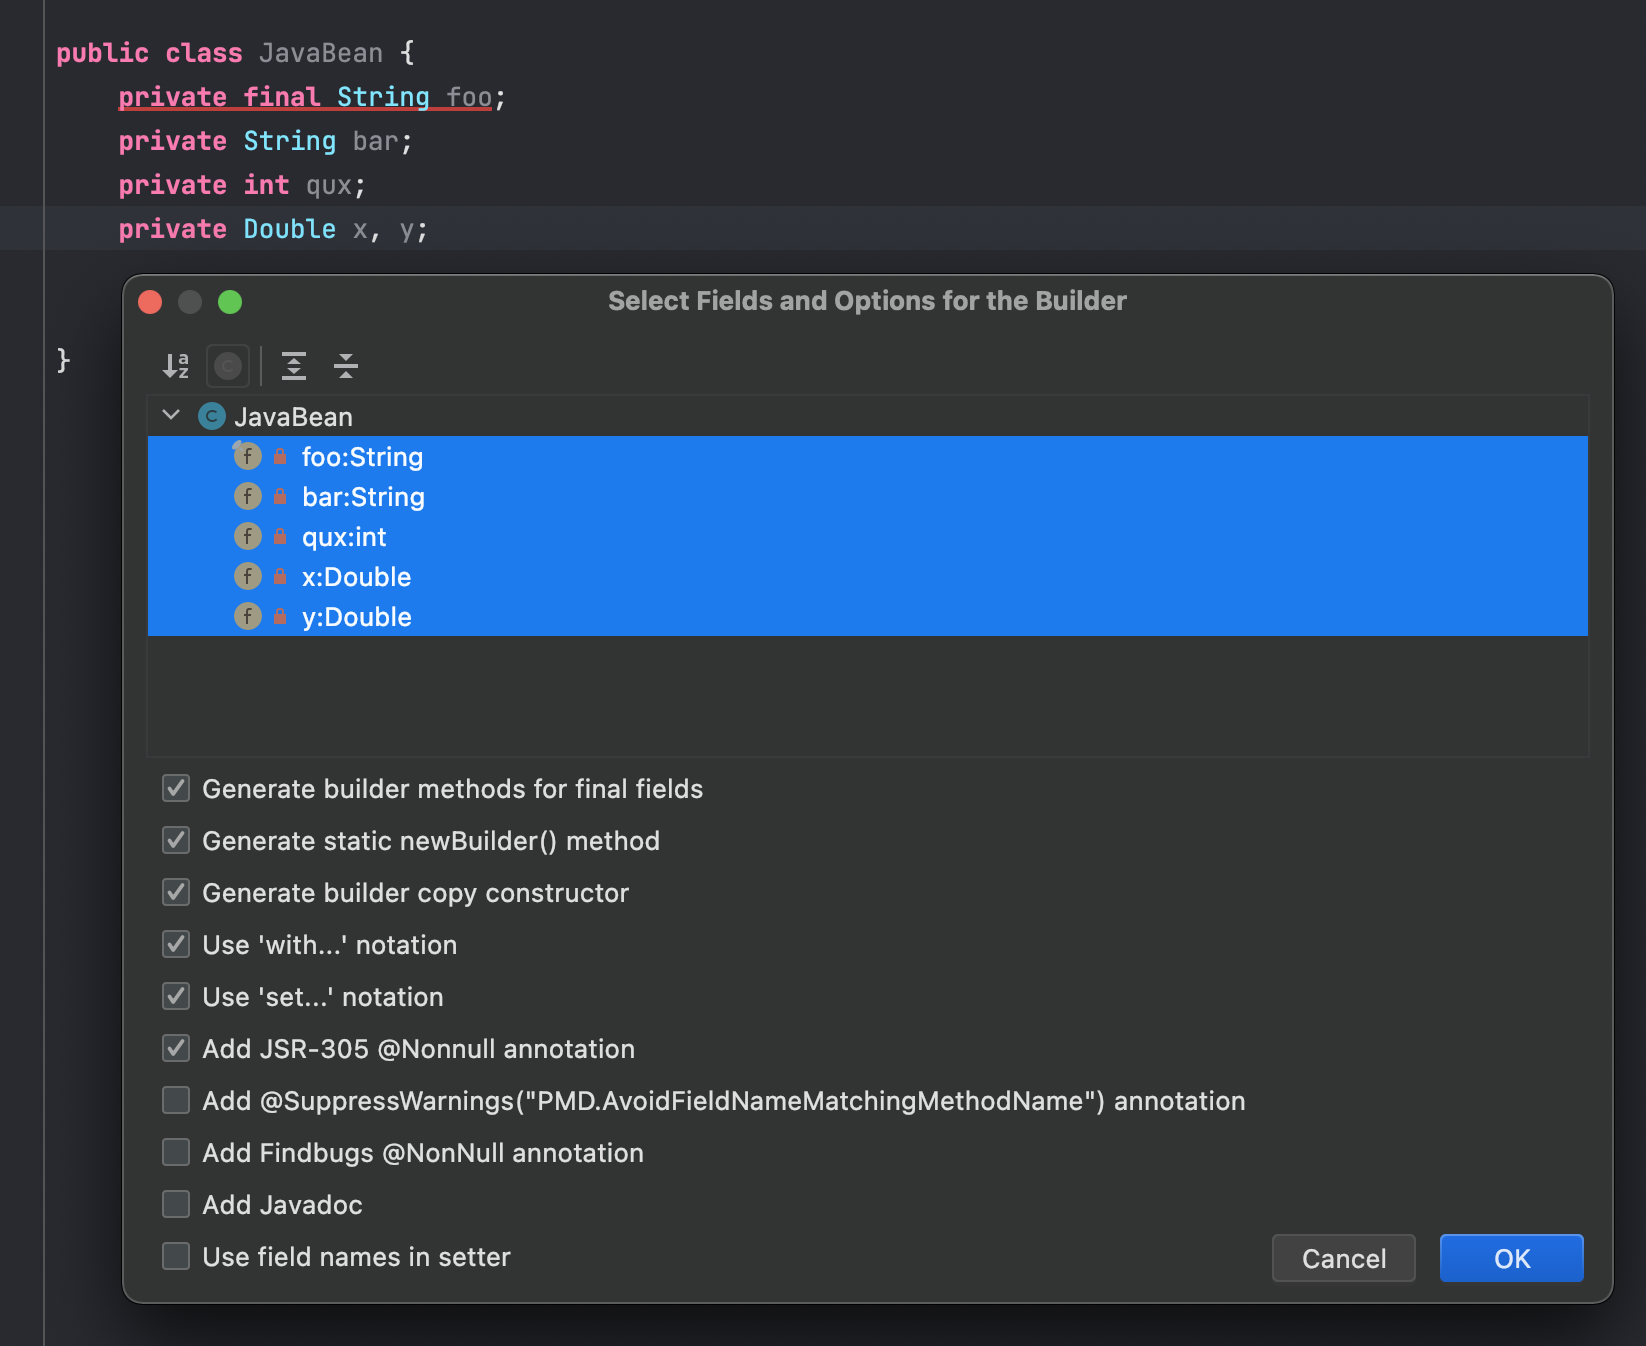 public class JavaBean {
private final String foo;
private String bar;
private int qux;
private Double x, y;
}
Select Fields and Options for the Builder
JavaBean
foo:String
bar:String
qux:int
x:Double
y:Double
Generate builder methods for final fields
Generate static newBuilder() method
Generate builder copy constructor
Use 'with...' notation
Use 'set...' notation
Add JSR-305 @Nonnull annotation
Add @SuppressWarnings("PMD.AvoidFieldNameMatchingMethodName") annotation
Add Findbugs @NonNull annotation
Add Javadoc
Use field names in setter
Cancel OK